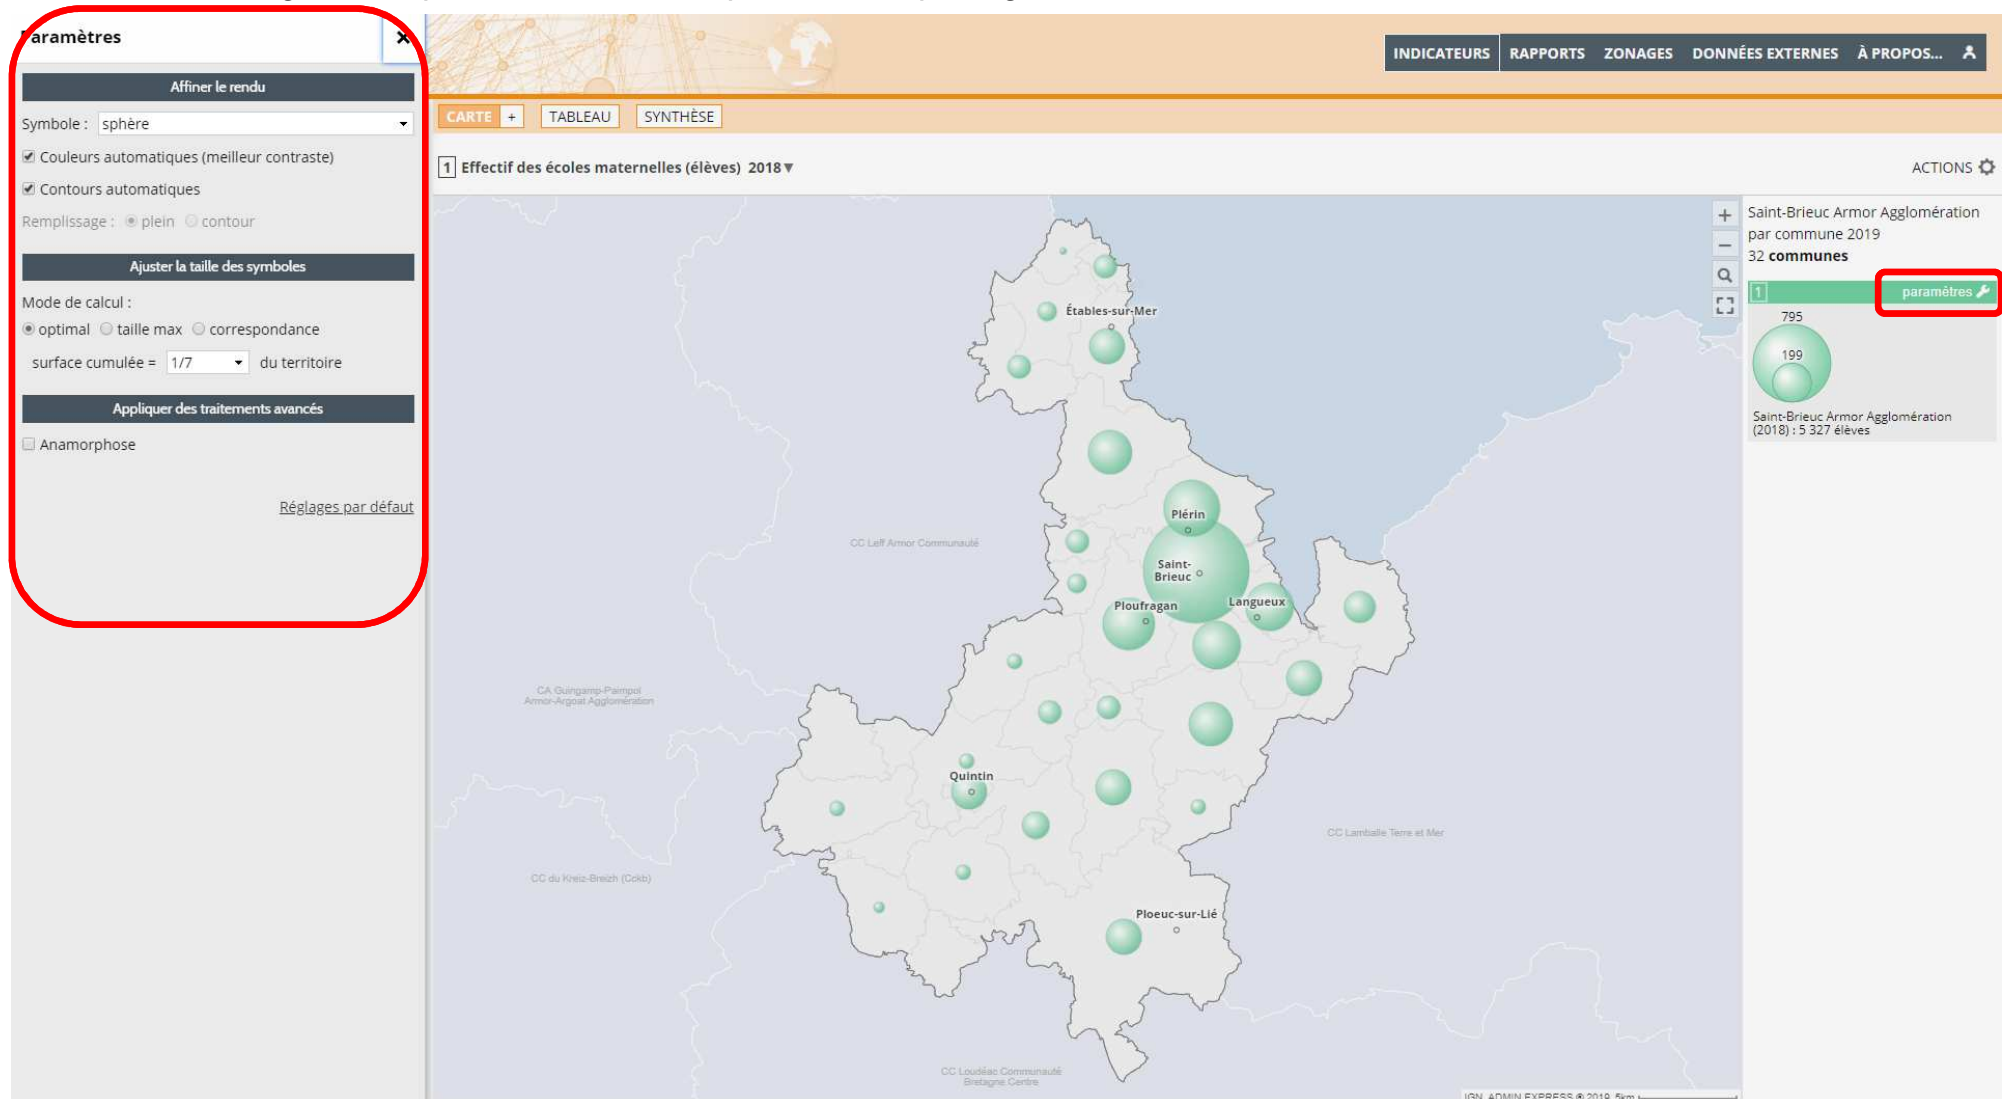 Paramètres
×
Affiner le rendu
Symbole : sphère
Couleurs automatiques (meilleur contraste)
Contours automatiques
Remplissage : plein contour
Ajuster la taille des symboles
Mode de calcul :
optimal taille max correspondance
surface cumulée = 1/7 du territoire
Appliquer des traitements avancés
Anamorphose
Réglages par défaut
INDICATEURS RAPPORTS ZONAGES DONNÉES EXTERNES À PROPOS...
CARTE + TABLEAU SYNTHÈSE
1 Effectif des écoles maternelles (élèves) 2018
ACTIONS
Étables-sur-Mer
Plérin
CC Leff Armor Communauté
Saint-
Brieuc
Ploufragan
Langueux
CA Guingamp-Paimpol
Armor-Argoat Agglomération
Quintin
CC Lamballe Terre et Mer
CC du Kreiz-Breizh (Cckb)
Ploeuc-sur-Lié
CC Loudéac Communauté
Bretagne Centre
IGN, ADMIN EXPRESS ® 2019 5km
+
−
Saint-Brieuc Armor Agglomération
par commune 2019
32 communes
1 paramètres
795
199
Saint-Brieuc Armor Agglomération
(2018) : 5 327 élèves